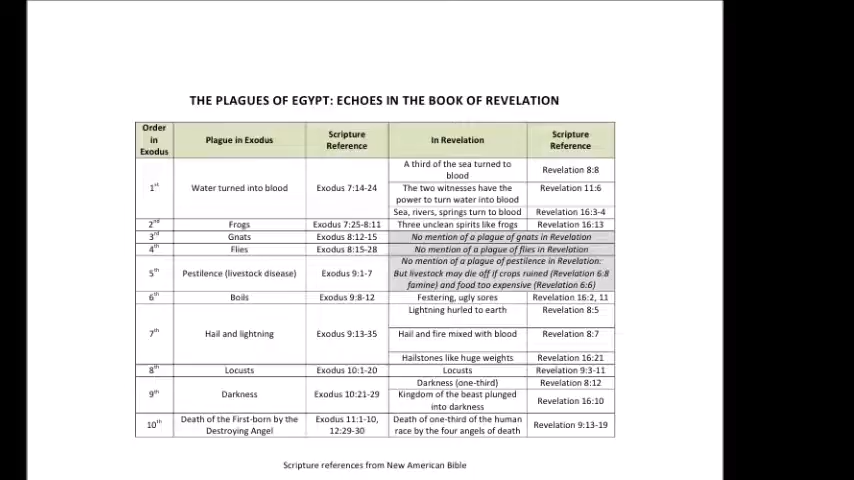 THE PLAGUES OF EGYPT: ECHOES IN THE BOOK OF REVELATION
Order in Exodus | Plague in Exodus | Scripture Reference | In Revelation | Scripture Reference
1st | Water turned into blood | Exodus 7:14-24 | A third of the sea turned to blood | Revelation 8:8
The two witnesses have the power to turn water into blood | Revelation 11:6
Sea, rivers, springs turn to blood | Revelation 16:3-4
2nd | Frogs | Exodus 7:25-8:11 | Three unclean spirits like frogs | Revelation 16:13
3rd | Gnats | Exodus 8:12-15 | No mention of a plague of gnats in Revelation
4th | Flies | Exodus 8:15-28 | No mention of a plague of flies in Revelation
5th | Pestilence (livestock disease) | Exodus 9:1-7 | No mention of a plague of pestilence in Revelation: But livestock may die off if crops ruined (Revelation 6:8 famine) and food too expensive (Revelation 6:6)
6th | Boils | Exodus 9:8-12 | Festering, ugly sores | Revelation 16:2, 11
7th | Hail and lightning | Exodus 9:13-35 | Lightning hurled to earth | Revelation 8:5
Hail and fire mixed with blood | Revelation 8:7
Hailstones like huge weights | Revelation 16:21
8th | Locusts | Exodus 10:1-20 | Locusts | Revelation 9:3-11
9th | Darkness | Exodus 10:21-29 | Darkness (one-third) | Revelation 8:12
Kingdom of the beast plunged into darkness | Revelation 16:10
10th | Death of the First-born by the Destroying Angel | Exodus 11:1-10, 12:29-30 | Death of one-third of the human race by the four angels of death | Revelation 9:13-19
Scripture references from New American Bible